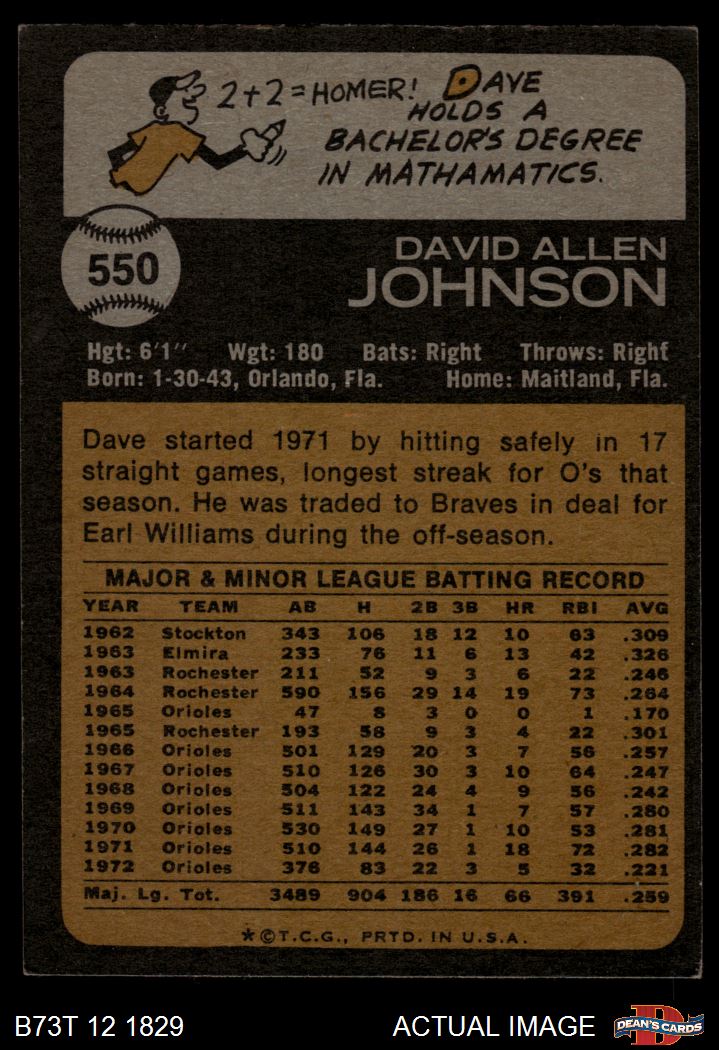 2+2=HOMER! DAVE
HOLDS A
BACHELOR'S DEGREE
IN MATHAMATICS.
550
DAVID ALLEN
JOHNSON
Hgt: 6'1" Wgt: 180 Bats: Right Throws: Right
Born: 1-30-43, Orlando, Fla. Home: Maitland, Fla.
Dave started 1971 by hitting safely in 17
straight games, longest streak for O's that
season. He was traded to Braves in deal for
Earl Williams during the off-season.
MAJOR & MINOR LEAGUE BATTING RECORD
YEAR TEAM AB H 2B 3B HR RBI AVG
1962 Stockton 343 106 18 12 10 63 .309
1963 Elmira 233 76 11 6 13 42 .326
1963 Rochester 211 52 9 3 6 22 .246
1964 Rochester 590 156 29 14 19 73 .264
1965 Orioles 47 8 3 0 0 1 .170
1965 Rochester 193 58 9 3 4 22 .301
1966 Orioles 501 129 20 3 7 56 .257
1967 Orioles 510 126 30 3 10 64 .247
1968 Orioles 504 122 24 4 9 56 .242
1969 Orioles 511 143 34 1 7 57 .280
1970 Orioles 530 149 27 1 10 53 .281
1971 Orioles 510 144 26 1 18 72 .282
1972 Orioles 376 83 22 3 5 32 .221
Maj. Lg. Tot. 3489 904 186 16 66 391 .259
*©T.C.G., PRTD. IN U.S.A.
B73T 12 1829 ACTUAL IMAGE D DEAN'S CARDS